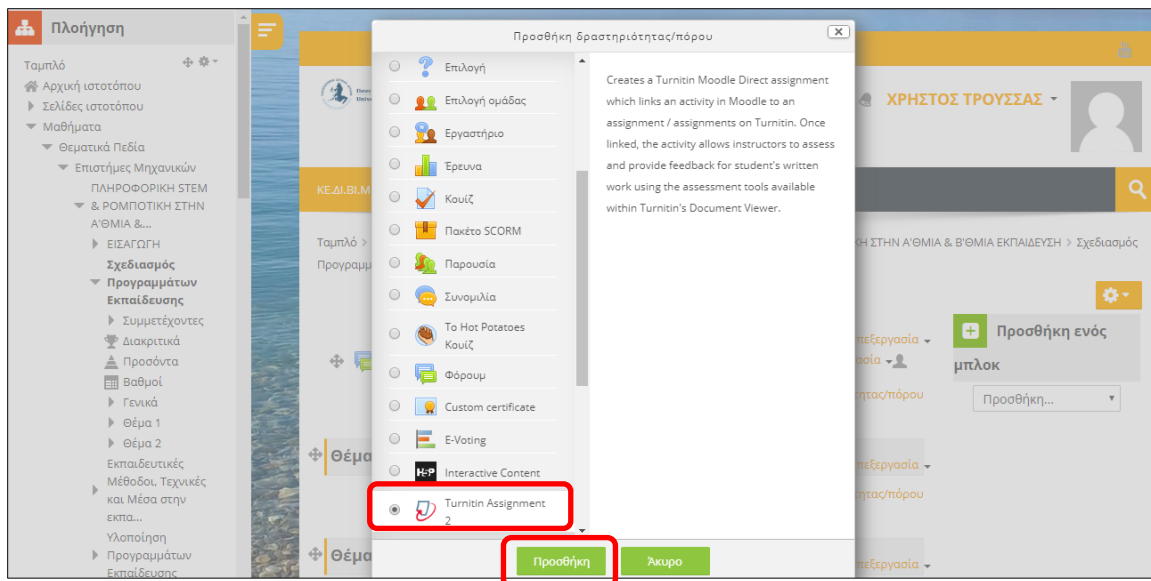 Πλοήγηση
Ταμπλό
Αρχική ιστοτόπου
Σελίδες ιστοτόπου
Μαθήματα
Θεματικά Πεδία
Επιστήμες Μηχανικών
ΠΛΗΡΟΦΟΡΙΚΗ STEM
& ΡΟΜΠΟΤΙΚΗ ΣΤΗΝ
Α'ΘΜΙΑ &...
ΕΙΣΑΓΩΓΗ
Σχεδιασμός
Προγραμμάτων
Εκπαίδευσης
Συμμετέχοντες
Διακριτικά
Προσόντα
Βαθμοί
Γενικά
Θέμα 1
Θέμα 2
Εκπαιδευτικές
Μέθοδοι, Τεχνικές
και Μέσα στην
εκπα...
Υλοποίηση
Προγραμμάτων
Εκπαίδευσης
Προσθήκη δραστηριότητας/πόρου
Επιλογή
Επιλογή ομάδας
Εργαστήριο
Έρευνα
Κουίζ
Πακέτο SCORM
Παρουσία
Συνομιλία
Το Hot Potatoes
Κουίζ
Φόρουμ
Custom certificate
E-Voting
H-P Interactive Content
Turnitin Assignment
2
Προσθήκη
Άκυρο
Creates a Turnitin Moodle Direct assignment
which links an activity in Moodle to an
assignment / assignments on Turnitin. Once
linked, the activity allows instructors to assess
and provide feedback for student's written
work using the assessment tools available
within Turnitin's Document Viewer.
ΧΡΗΣΤΟΣ ΤΡΟΥΣΣΑΣ
ΚΕ.ΔΙ.ΒΙ.Μ
Ταμπλό >
ΚΗ ΣΤΗΝ Α'ΘΜΙΑ & Β'ΘΜΙΑ ΕΚΠΑΙΔΕΥΣΗ > Σχεδιασμός
Προγραμμ
πεξεργασία
σία
ητας/πόρου
Προσθήκη ενός
μπλοκ
Προσθήκη...
Θέμα
πεξεργασία
ητας/πόρου
Θέμα
πεξεργασία